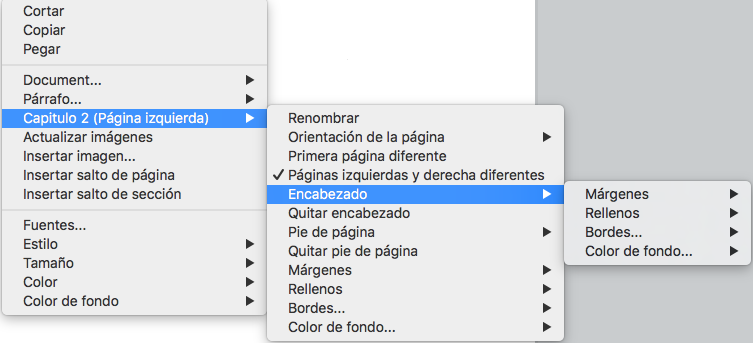 Cortar
Copiar
Pegar
Document...
Párrafo...
Capitulo 2 (Página izquierda)
Actualizar imágenes
Insertar imagen...
Insertar salto de página
Insertar salto de sección
Fuentes...
Estilo
Tamaño
Color
Color de fondo
Renombrar
Orientación de la página
Primera página diferente
✓ Páginas izquierdas y derecha diferentes
Encabezado
Quitar encabezado
Pie de página
Quitar pie de página
Márgenes
Rellenos
Bordes...
Color de fondo...
Márgenes
Rellenos
Bordes...
Color de fondo...